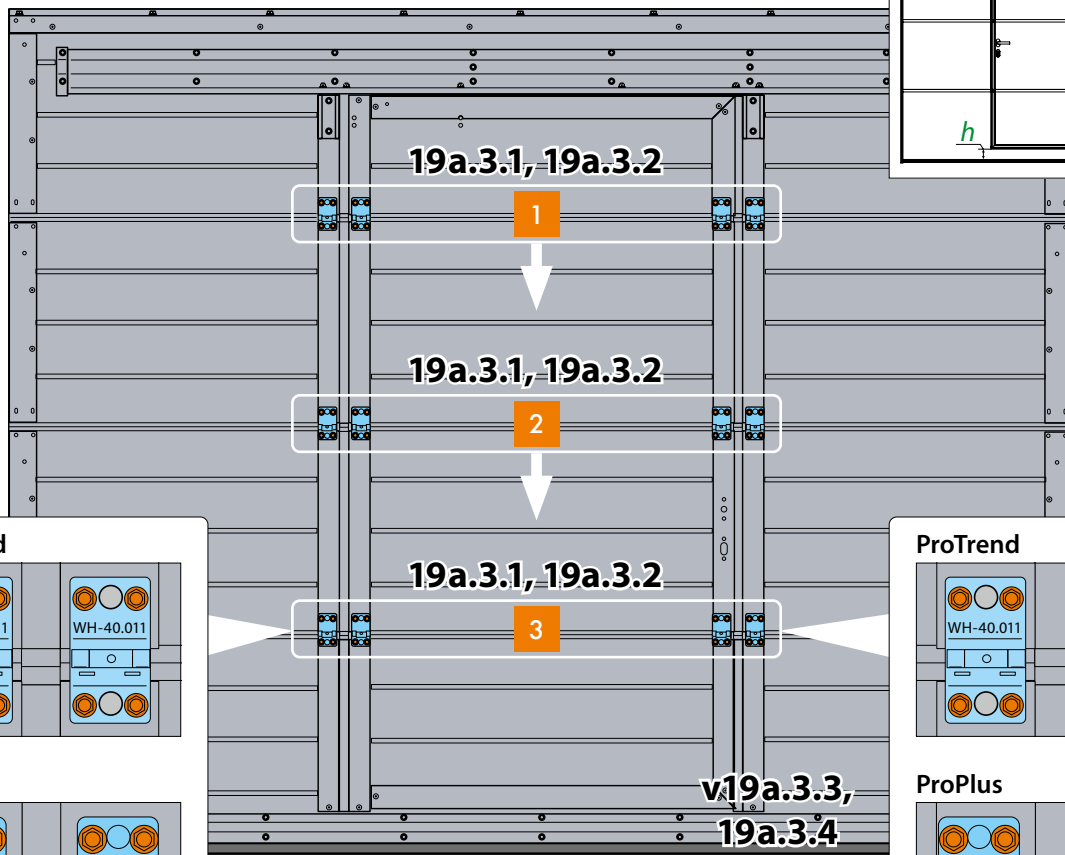 h
19a.3.1, 19a.3.2
1
19a.3.1, 19a.3.2
2
19a.3.1, 19a.3.2
3
WH-40.011
ProTrend
WH-40.011
v19a.3.3,
19a.3.4
ProPlus